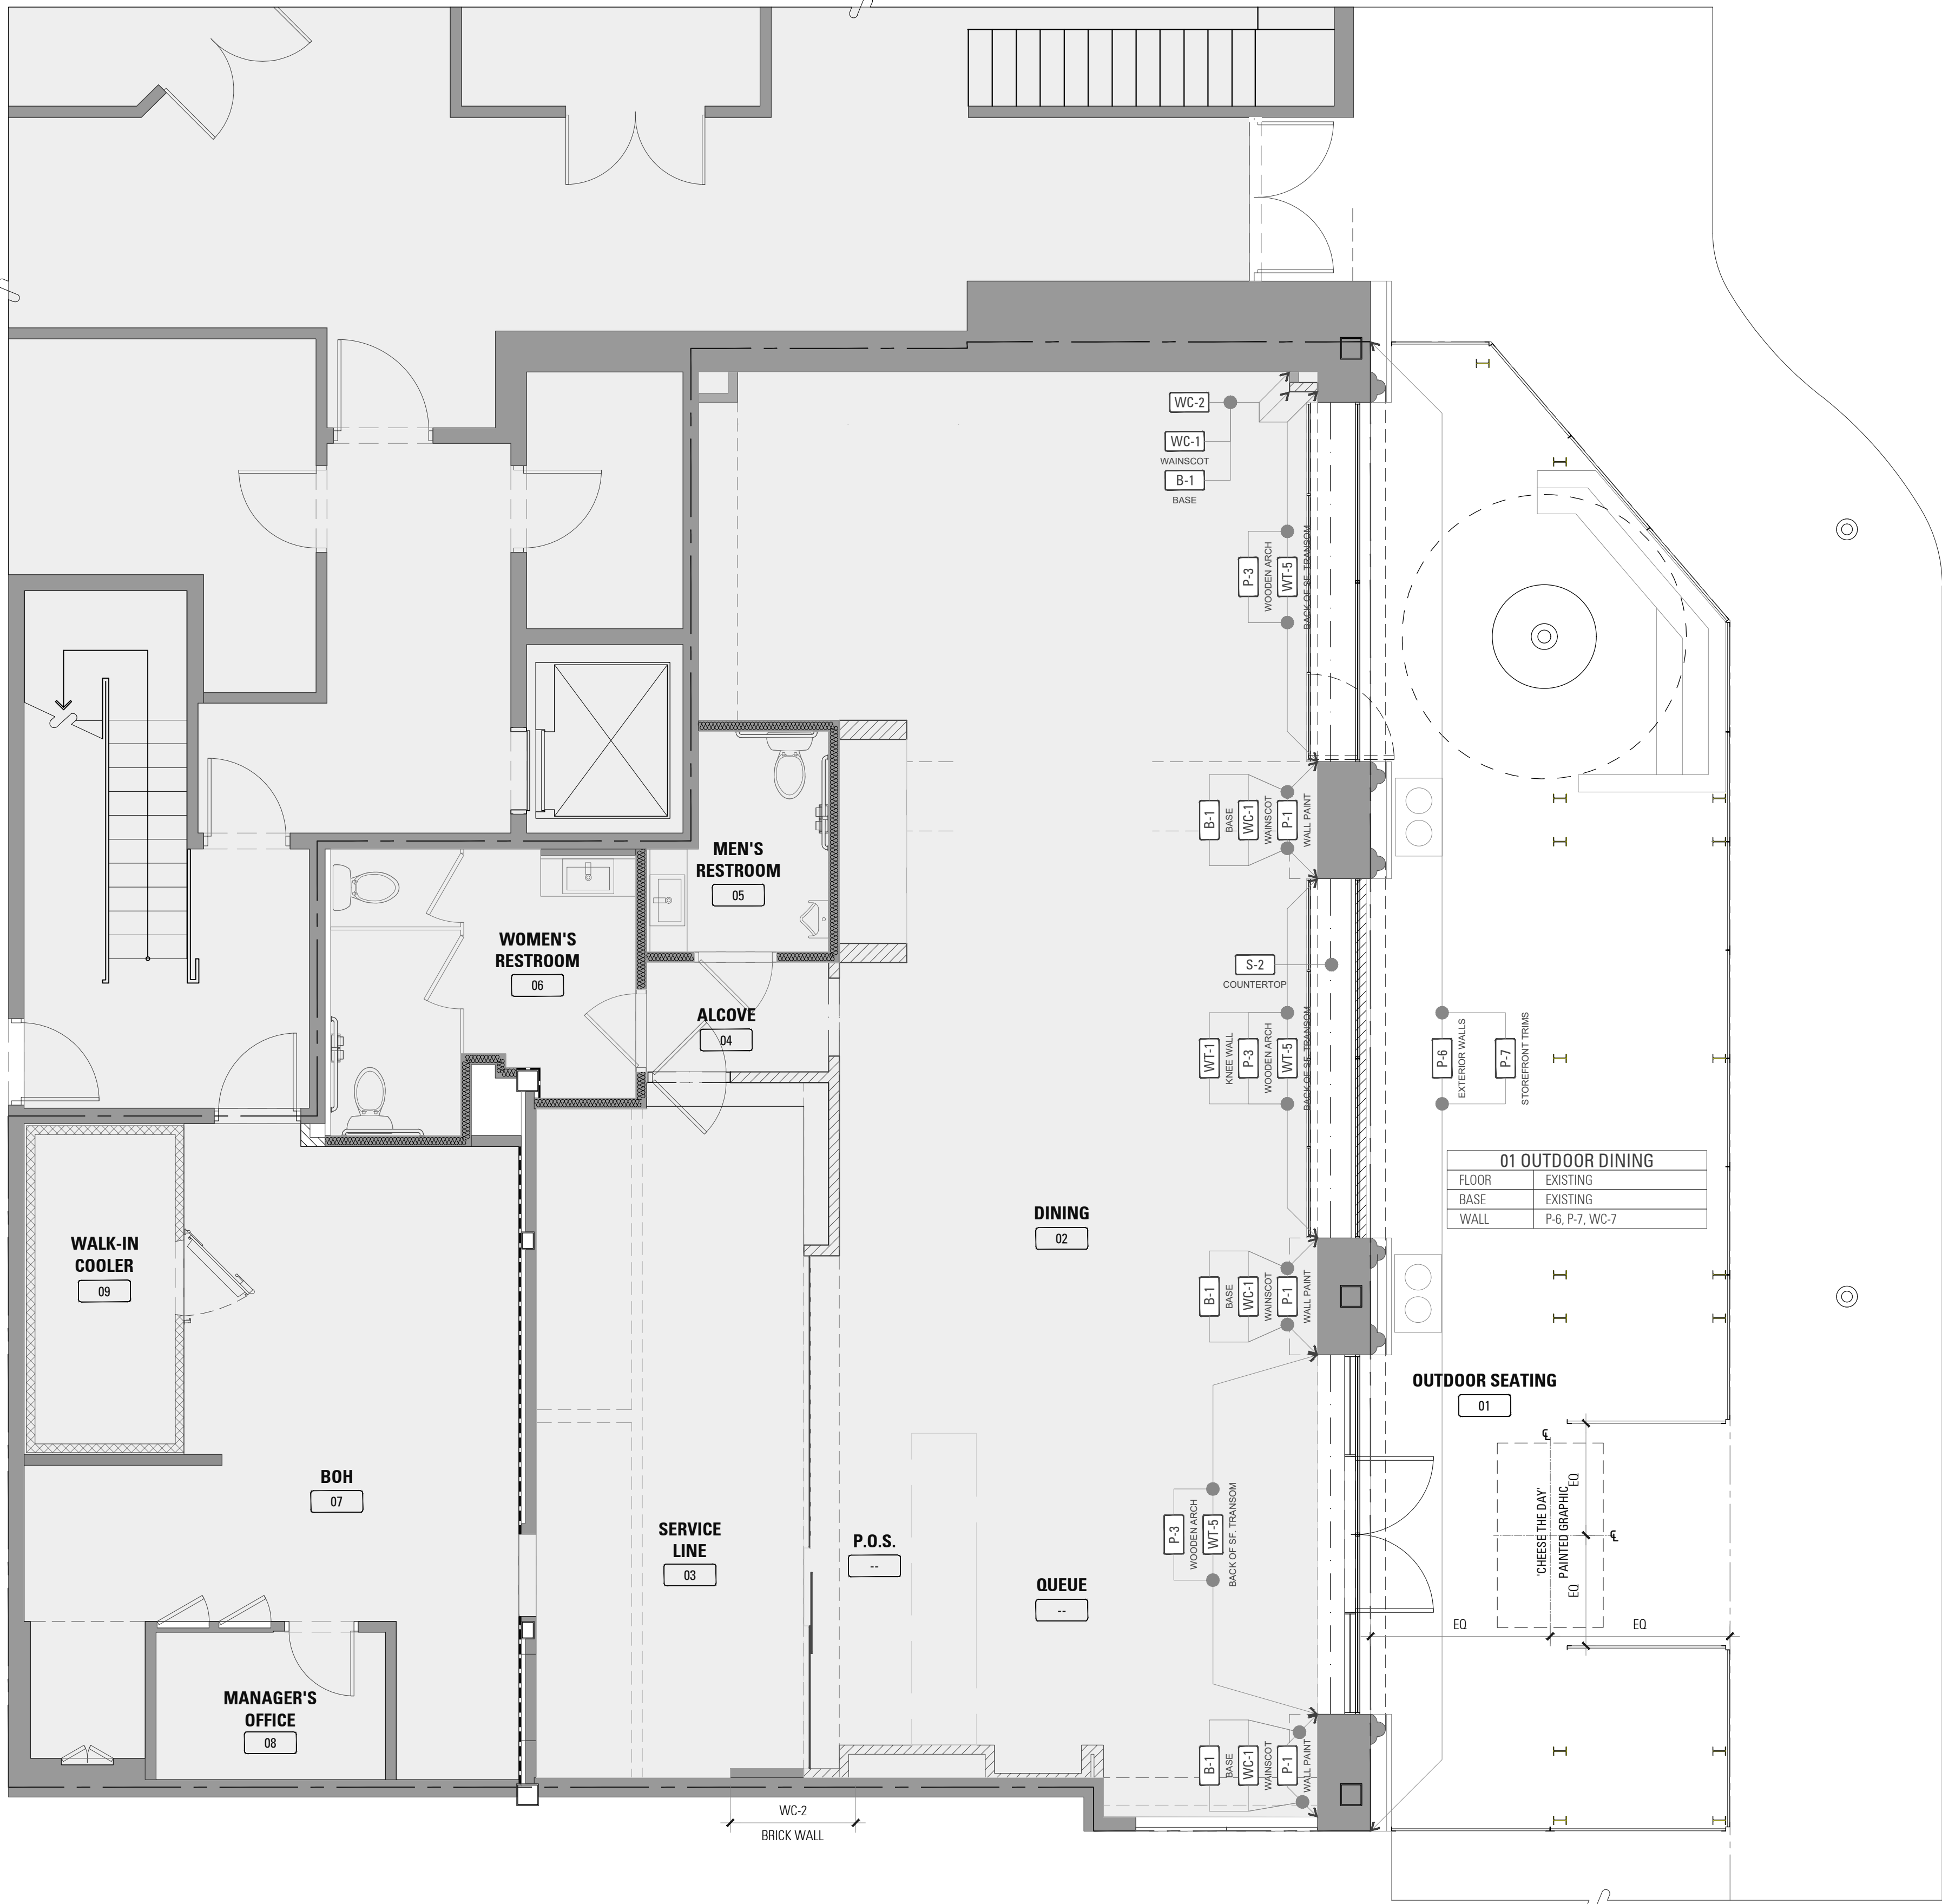 WC-2
WC-1
WAINSCOT
B-1
BASE
P-3
WOODEN ARCH
WT-5
BACK OF SF. TRANSOM
MEN'S
RESTROOM
05
B-1
BASE
WC-1
WAINSCOT
P-1
WALL PAINT
WOMEN'S
RESTROOM
06
S-2
COUNTERTOP
ALCOVE
04
WT-1
KNEE WALL
P-3
WOODEN ARCH
WT-5
BACK OF SF. TRANSOM
P-6
EXTERIOR WALLS
P-7
STOREFRONT TRIMS
01 OUTDOOR DINING
FLOOR EXISTING
BASE EXISTING
WALL P-6, P-7, WC-7
DINING
02
WALK-IN
COOLER
09
B-1
BASE
WC-1
WAINSCOT
P-1
WALL PAINT
OUTDOOR SEATING
01
BOH
07
SERVICE
LINE
03
P.O.S.
--
QUEUE
--
P-3
WOODEN ARCH
WT-5
BACK OF SF. TRANSOM
℄
'CHEESE THE DAY'
PAINTED GRAPHIC
EQ
℄
EQ
EQ
EQ
MANAGER'S
OFFICE
08
B-1
BASE
WC-1
WAINSCOT
P-1
WALL PAINT
WC-2
BRICK WALL